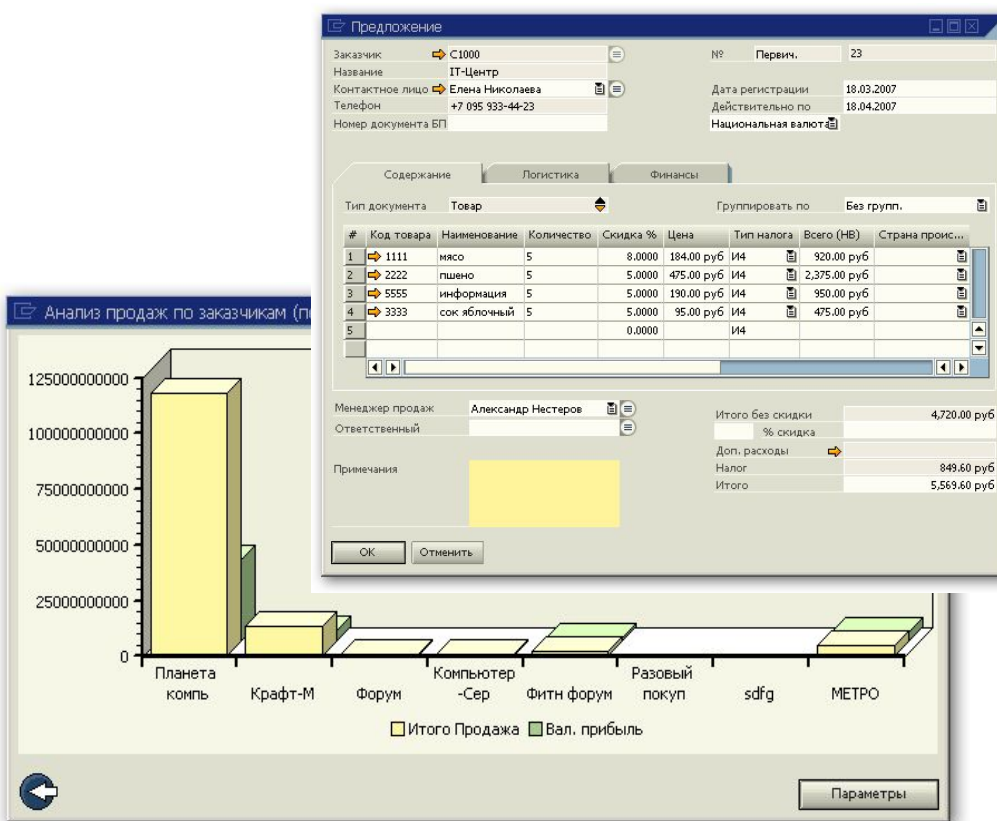 Предложение
Заказчик C1000 № Первич. 23
Название IT-Центр
Контактное лицо Елена Николаева Дата регистрации 18.03.2007
Телефон +7 095 933-44-23 Действительно по 18.04.2007
Номер документа БП Национальная валюта
Содержание Логистика Финансы
Тип документа Товар Группировать по Без групп.
# Код товара Наименование Количество Скидка % Цена Тип налога Всего (НВ) Страна проис...
1 1111 мясо 5 8.0000 184.00 руб И4 920.00 руб
2 2222 пшено 5 5.0000 475.00 руб И4 2,375.00 руб
3 5555 информация 5 5.0000 190.00 руб И4 950.00 руб
4 3333 сок яблочный 5 5.0000 95.00 руб И4 475.00 руб
5 0.0000 И4
Менеджер продаж Александр Нестеров Итого без скидки 4,720.00 руб
Ответственный % скидка
Доп. расходы
Примечания Налог 849.60 руб
Итого 5,569.60 руб
OK Отменить
Анализ продаж по заказчикам
125000000000
100000000000
75000000000
50000000000
25000000000
0
Планета компь Крафт-М Форум Компьютер -Сер Фитн форум Разовый покуп sdfg МЕТРО
Итого Продажа Вал. прибыль
Параметры